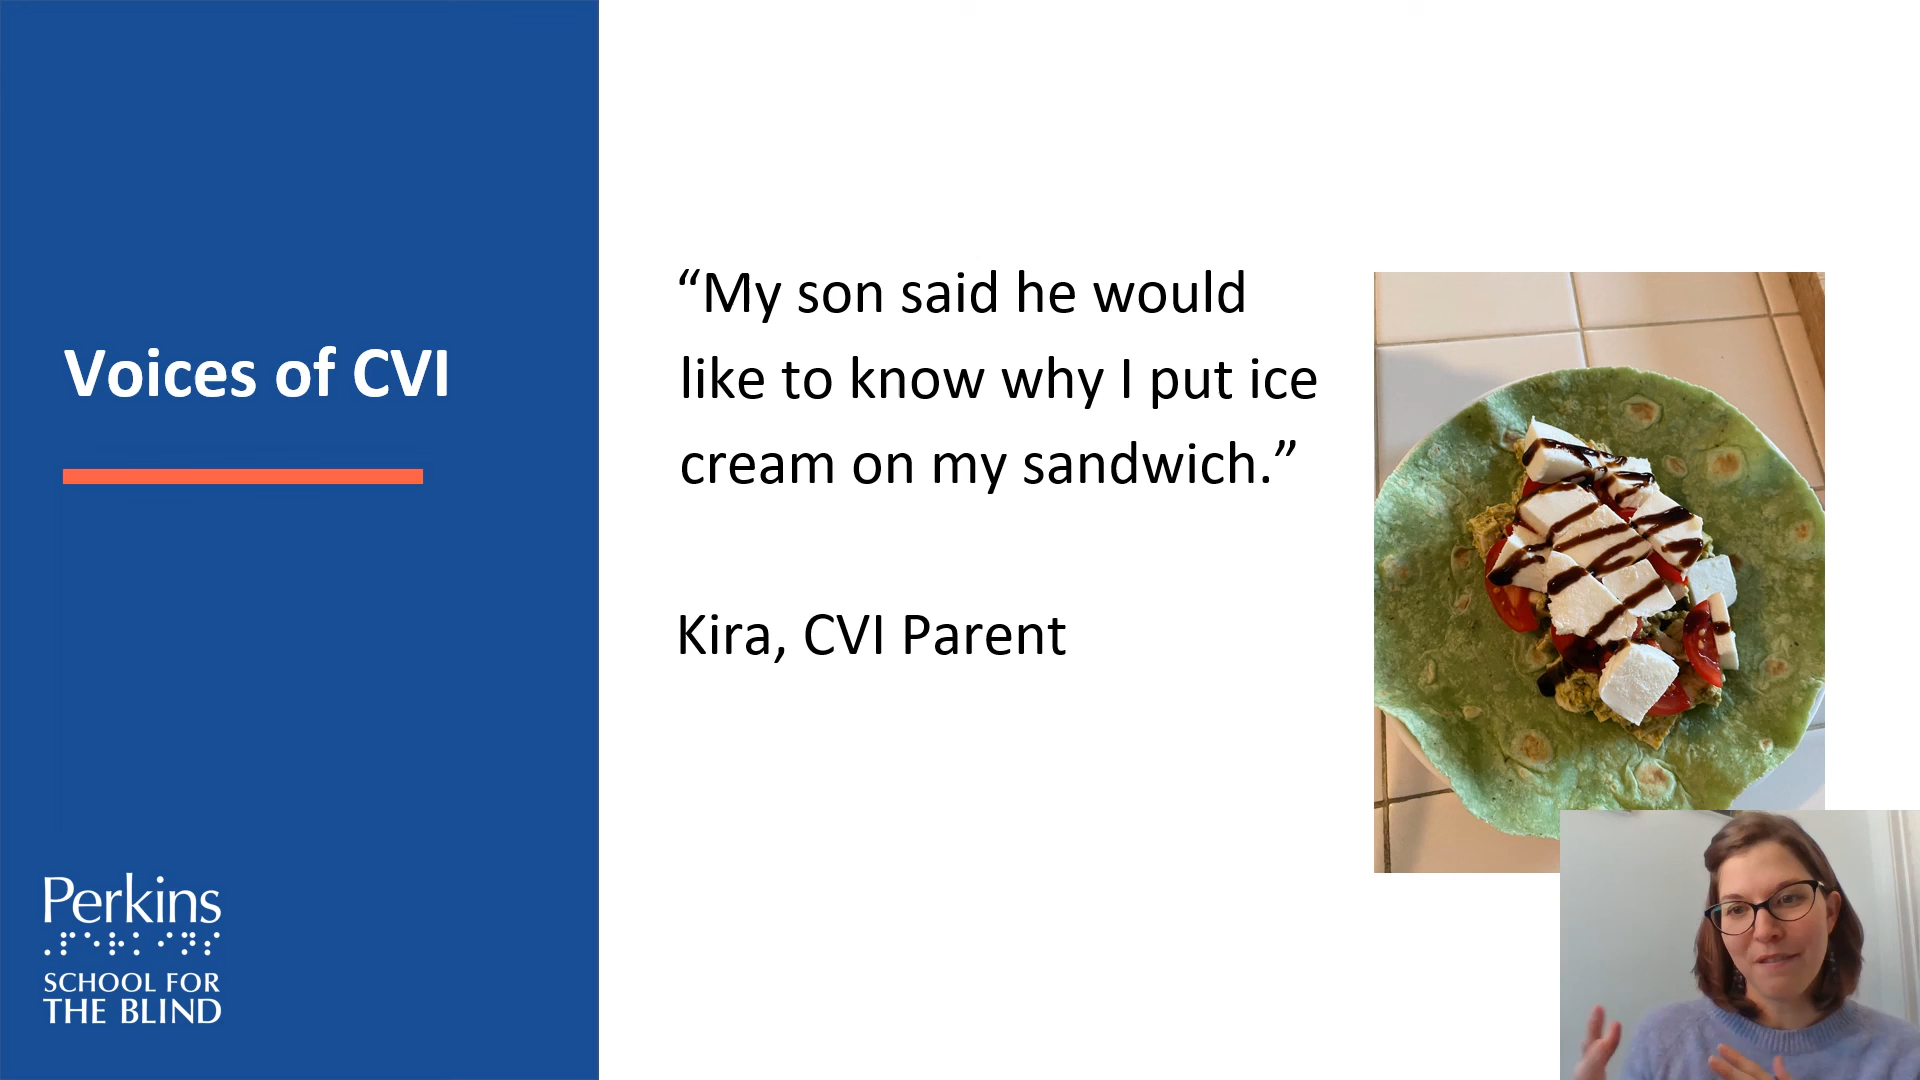 Voices of CVI
“My son said he would
like to know why I put ice
cream on my sandwich.”
Kira, CVI Parent
Perkins
⠠⠏⠑⠗⠅⠊⠝⠎
SCHOOL FOR
THE BLIND